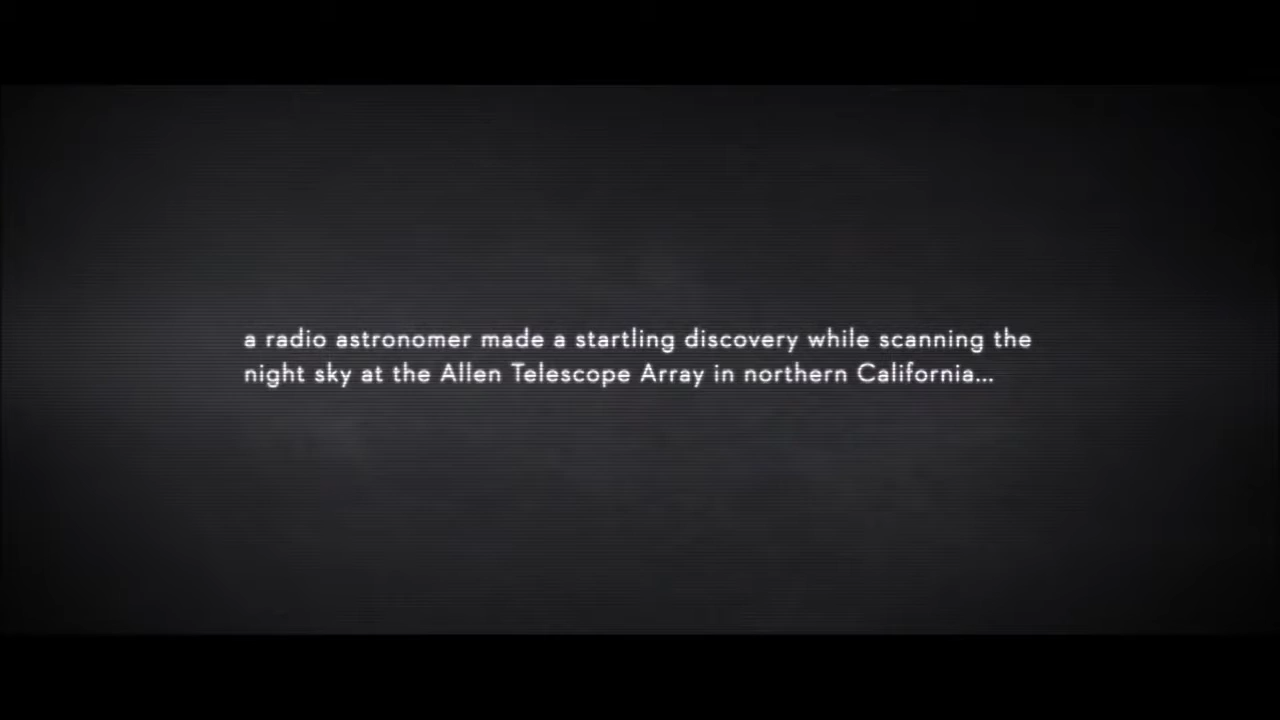 a radio astronomer made a startling discovery while scanning the
night sky at the Allen Telescope Array in northern California...